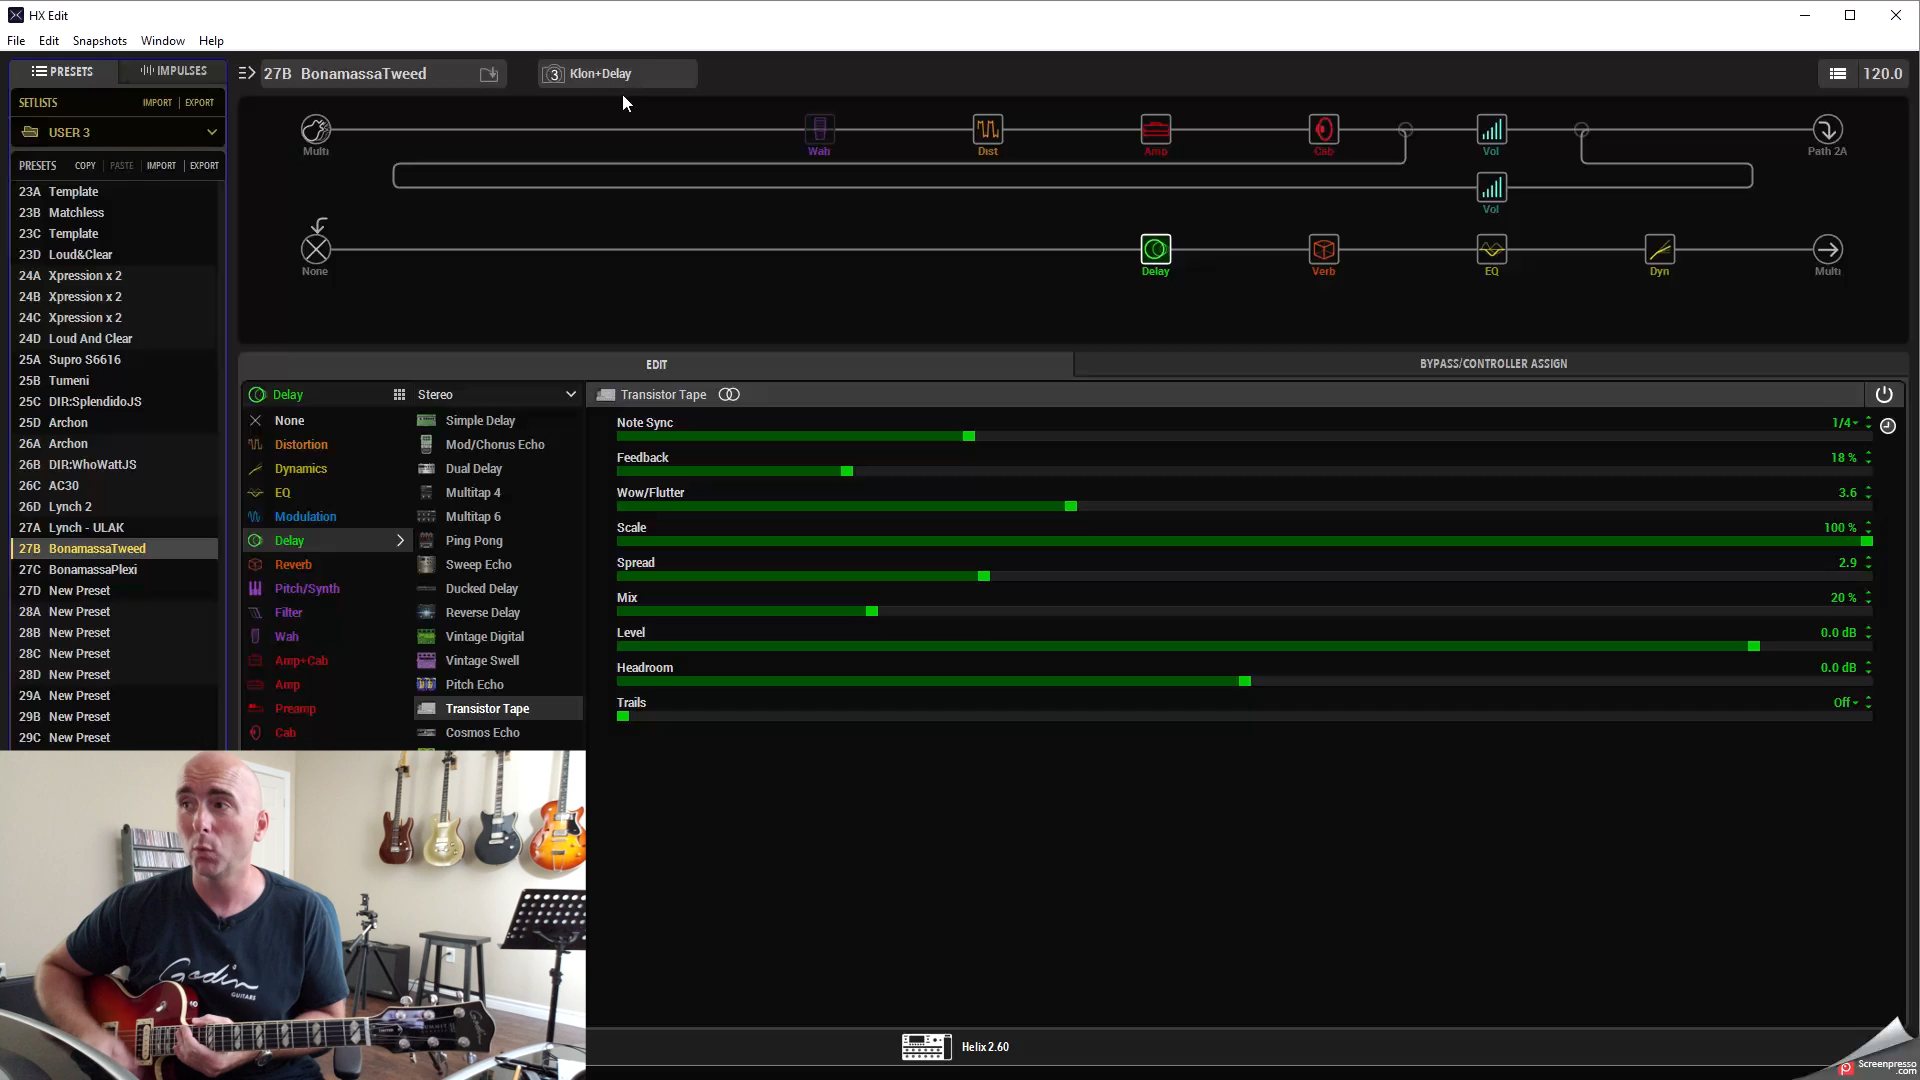 HX Edit
File Edit Snapshots Window Help
PRESETS IMPULSES
27B BonamassaTweed
3 Klon+Delay
120.0
SETLISTS IMPORT | EXPORT
USER 3
PRESETS COPY PASTE IMPORT EXPORT
23A Template
23B Matchless
23C Template
23D Loud&Clear
24A Xpression x 2
24B Xpression x 2
24C Xpression x 2
24D Loud And Clear
25A Supro S6616
25B Tumeni
25C DIR:SplendidoJS
25D Archon
26A Archon
26B DIR:WhoWattJS
26C AC30
26D Lynch 2
27A Lynch - ULAK
27B BonamassaTweed
27C BonamassaPlexi
27D New Preset
28A New Preset
28B New Preset
28C New Preset
28D New Preset
29A New Preset
29B New Preset
29C New Preset
Multi Wah Dist Amp Cab Vol Path 2A
Vol
None Delay Verb EQ Dyn Multi
EDIT
BYPASS/CONTROLLER ASSIGN
Delay Stereo
None
Distortion
Dynamics
EQ
Modulation
Delay
Reverb
Pitch/Synth
Filter
Wah
Amp+Cab
Amp
Preamp
Cab
Simple Delay
Mod/Chorus Echo
Dual Delay
Multitap 4
Multitap 6
Ping Pong
Sweep Echo
Ducked Delay
Reverse Delay
Vintage Digital
Vintage Swell
Pitch Echo
Transistor Tape
Cosmos Echo
Transistor Tape
Note Sync 1/4
Feedback 18 %
Wow/Flutter 3.6
Scale 100 %
Spread 2.9
Mix 20 %
Level 0.0 dB
Headroom 0.0 dB
Trails Off
Godin
GUITARS
Godin
Helix 2.60
Screenpresso
.com